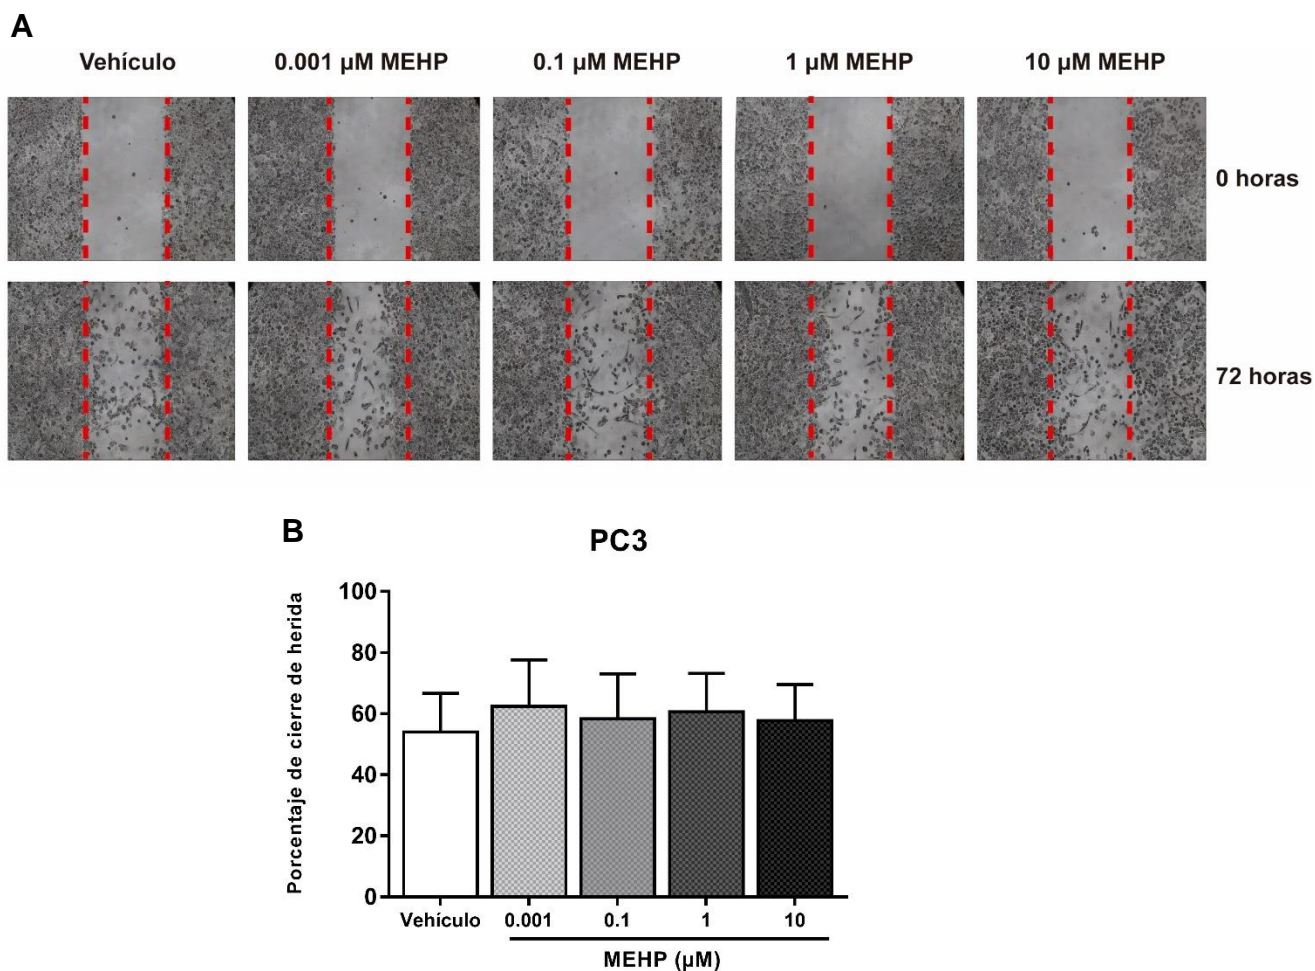 A
Vehículo 0.001 µM MEHP 0.1 µM MEHP 1 µM MEHP 10 µM MEHP
0 horas
72 horas
B
PC3
Porcentaje de cierre de herida
100
80
60
40
20
0
Vehículo 0.001 0.1 1 10
MEHP (µM)